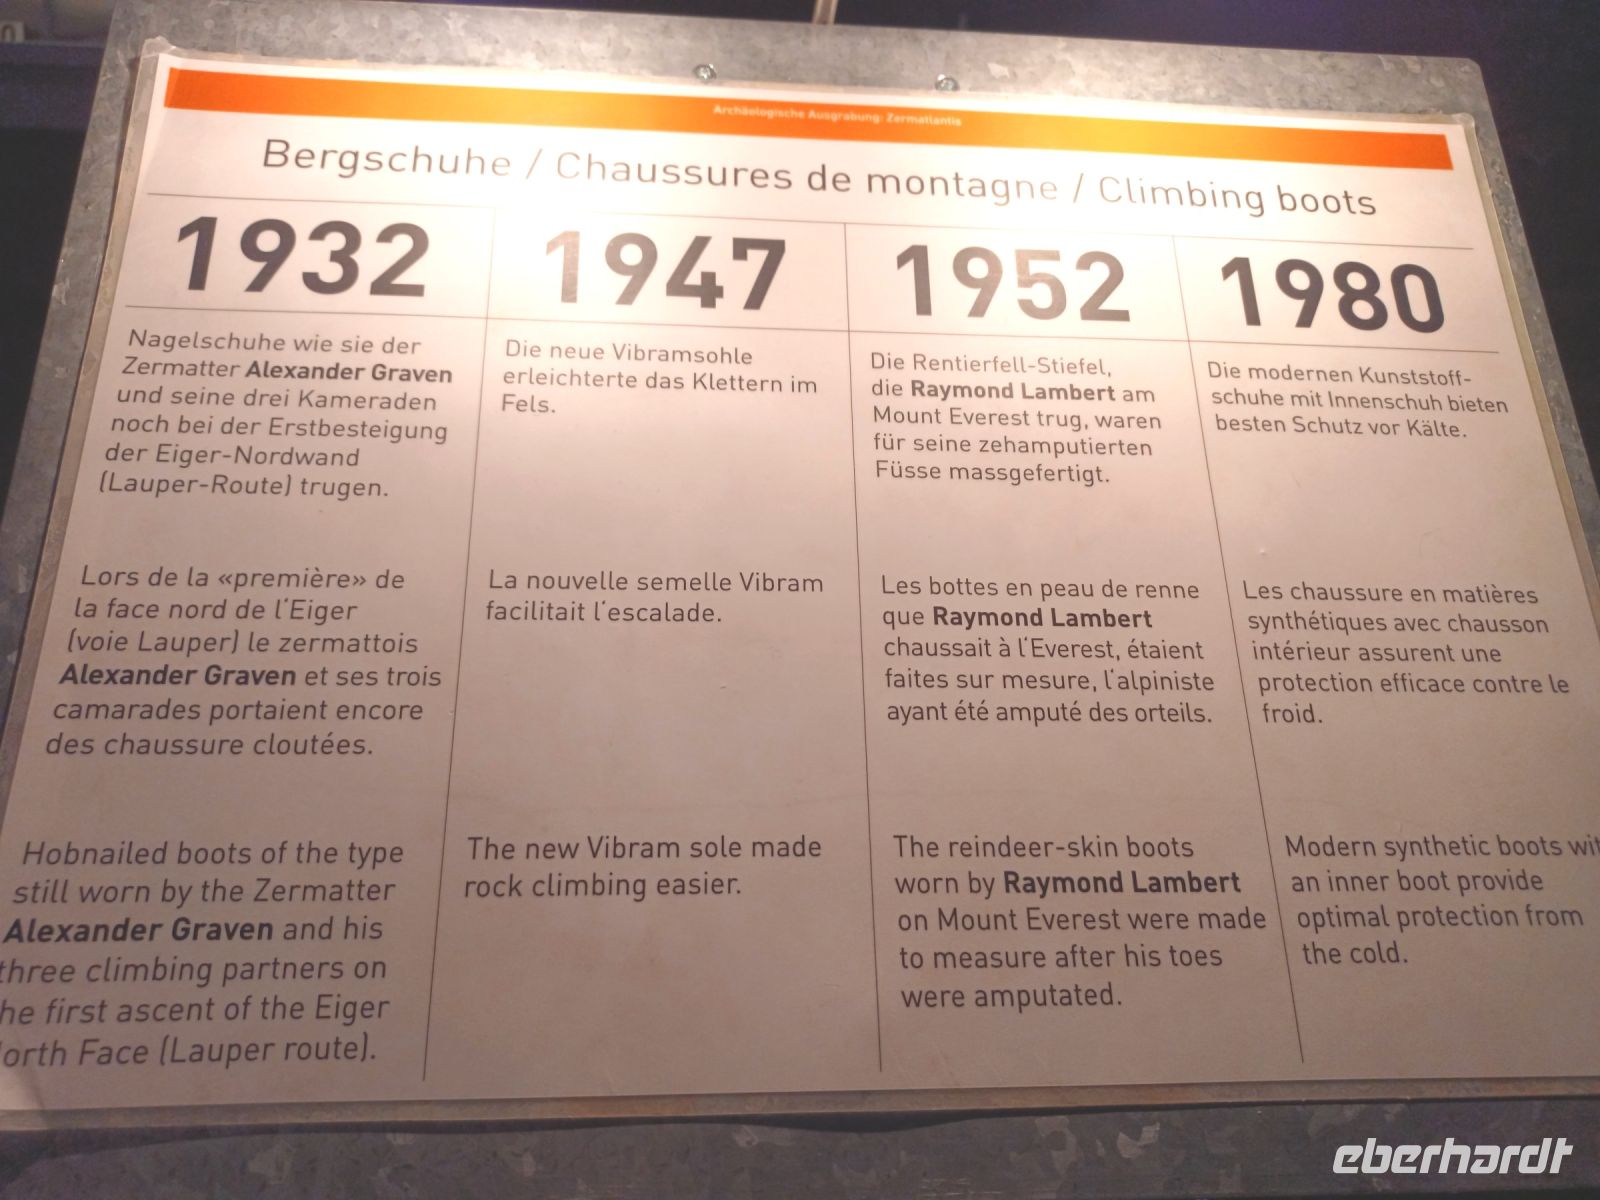 Archäologische Ausgrabung: Zermatlantis
Bergschuhe / Chaussures de montagne / Climbing boots
1932
Nagelschuhe wie sie der
Zermatter Alexander Graven
und seine drei Kameraden
noch bei der Erstbesteigung
der Eiger-Nordwand
(Lauper-Route) trugen.
Lors de la «première» de
la face nord de l'Eiger
(voie Lauper) le zermattois
Alexander Graven et ses trois
camarades portaient encore
des chaussure cloutées.
Hobnailed boots of the type
still worn by the Zermatter
Alexander Graven and his
three climbing partners on
he first ascent of the Eiger
orth Face (Lauper route).
1947
Die neue Vibramsohle
erleichterte das Klettern im
Fels.
La nouvelle semelle Vibram
facilitait l'escalade.
The new Vibram sole made
rock climbing easier.
1952
Die Rentierfell-Stiefel,
die Raymond Lambert am
Mount Everest trug, waren
für seine zehamputierten
Füsse massgefertigt.
Les bottes en peau de renne
que Raymond Lambert
chaussait à l'Everest, étaient
faites sur mesure, l'alpiniste
ayant été amputé des orteils.
The reindeer-skin boots
worn by Raymond Lambert
on Mount Everest were made
to measure after his toes
were amputated.
1980
Die modernen Kunststoff-
schuhe mit Innenschuh bieten
besten Schutz vor Kälte.
Les chaussure en matières
synthétiques avec chausson
intérieur assurent une
protection efficace contre le
froid.
Modern synthetic boots wit
an inner boot provide
optimal protection from
the cold.
eberhardt